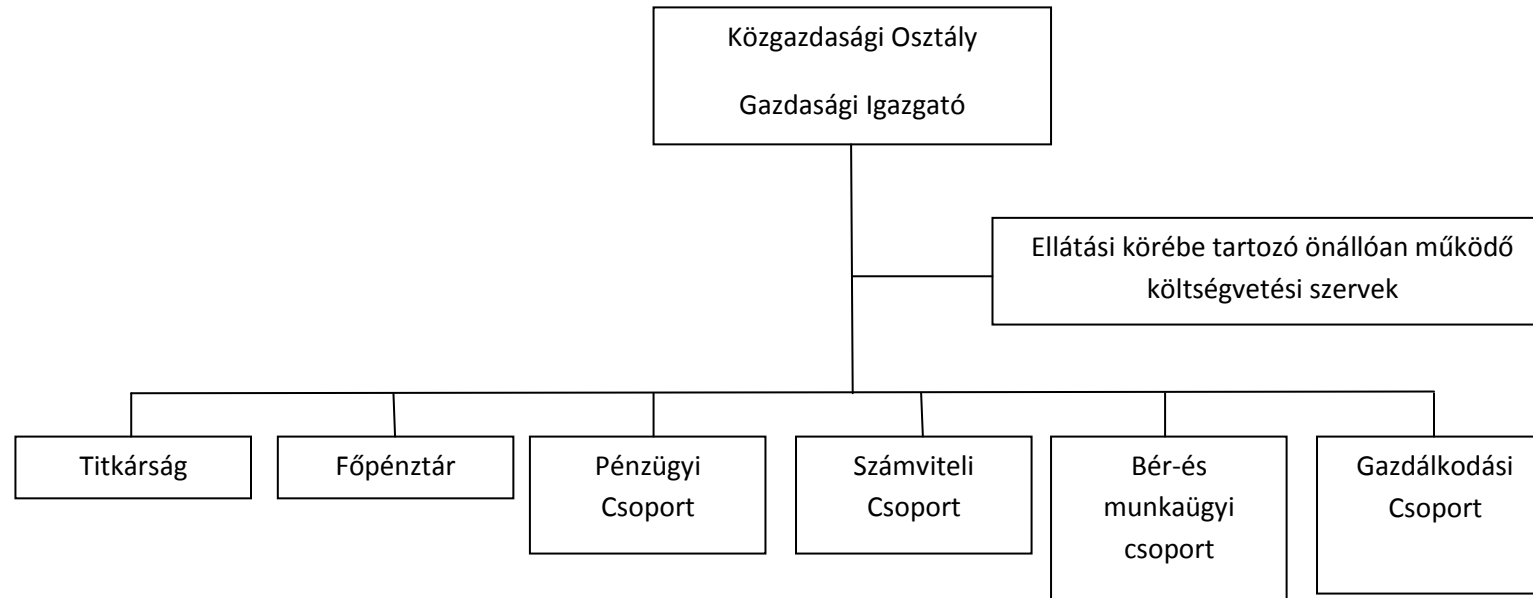 Közgazdasági Osztály
Gazdasági Igazgató
Ellátási körébe tartozó önállóan működő
költségvetési szervek
Titkárság
Főpénztár
Pénzügyi
Csoport
Számviteli
Csoport
Bér-és
munkaügyi
csoport
Gazdálkodási
Csoport